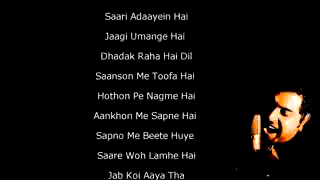 Saari Adaayein Hai
Jaagi Umange Hai
Dhadak Raha Hai Dil
Saanson Me Toofa Hai
Hothon Pe Nagme Hai
Aankhon Me Sapne Hai
Sapno Me Beete Huye
Saare Woh Lamhe Hai
Jab Koi Aaya Tha